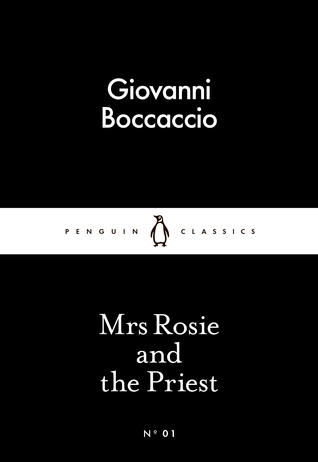 Giovanni
Boccaccio
PENGUIN CLASSICS
Mrs Rosie
and
the Priest
Nº 01